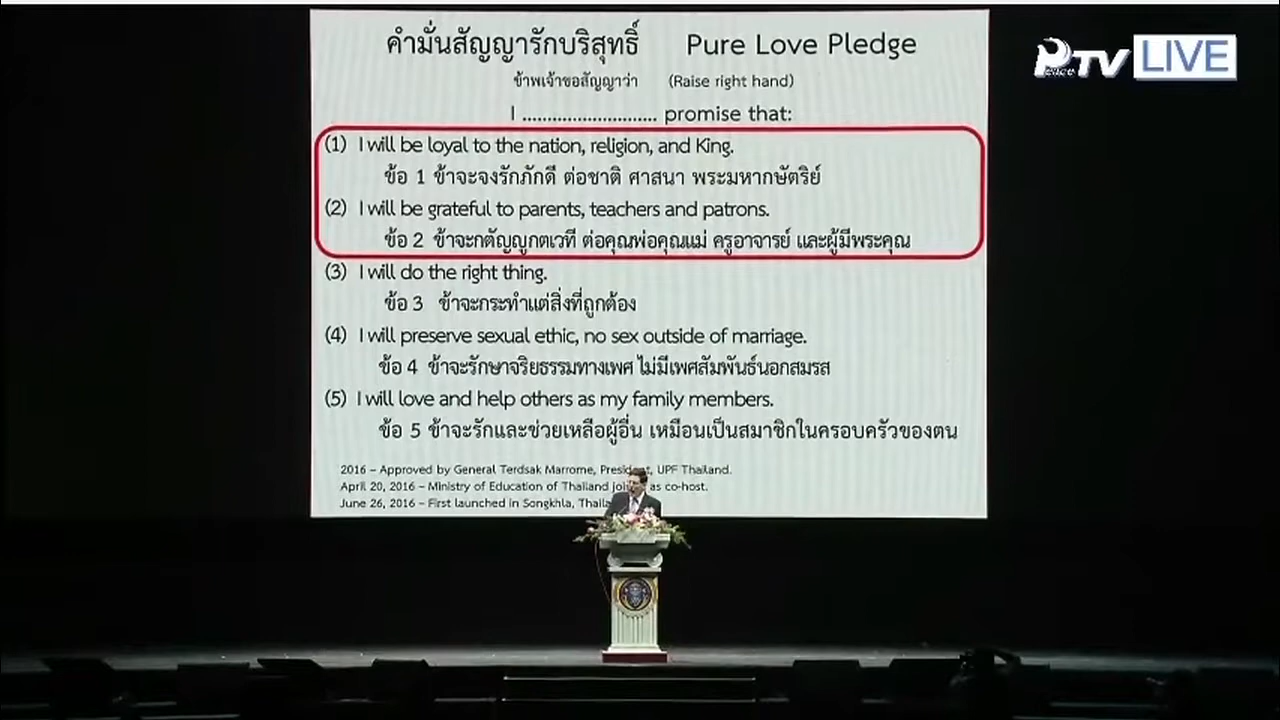 คำมั่นสัญญารักบริสุทธิ์ Pure Love Pledge
ข้าพเจ้าขอสัญญาว่า (Raise right hand)
I ........................... promise that:
(1) I will be loyal to the nation, religion, and King.
ข้อ 1 ข้าจะจงรักภักดี ต่อชาติ ศาสนา พระมหากษัตริย์
(2) I will be grateful to parents, teachers and patrons.
ข้อ 2 ข้าจะกตัญญูกตเวที ต่อคุณพ่อคุณแม่ ครูอาจารย์ และผู้มีพระคุณ
(3) I will do the right thing.
ข้อ 3 ข้าจะกระทำแต่สิ่งที่ถูกต้อง
(4) I will preserve sexual ethic, no sex outside of marriage.
ข้อ 4 ข้าจะรักษาจริยธรรมทางเพศ ไม่มีเพศสัมพันธ์นอกสมรส
(5) I will love and help others as my family members.
ข้อ 5 ข้าจะรักและช่วยเหลือผู้อื่น เหมือนเป็นสมาชิกในครอบครัวของตน
2016 – Approved by General Terdsak Marrome, President, UPF Thailand.
April 20, 2016 – Ministry of Education of Thailand as co-host.
June 26, 2016 – First launched in Songkhla,
Peace TV LIVE